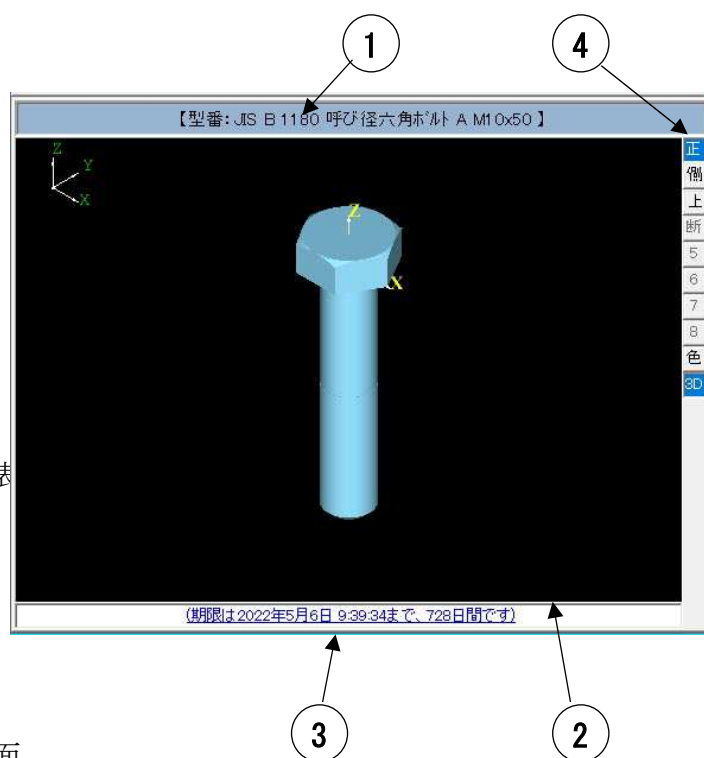 1
4
【型番: JIS B 1180 呼び径六角ボルト A M10x50 】
Z
Y
X
Z
X
正
側
上
断
5
6
7
8
色
3D
(期限は2022年5月6日 9:39:34まで、728日間です)
3
2
面